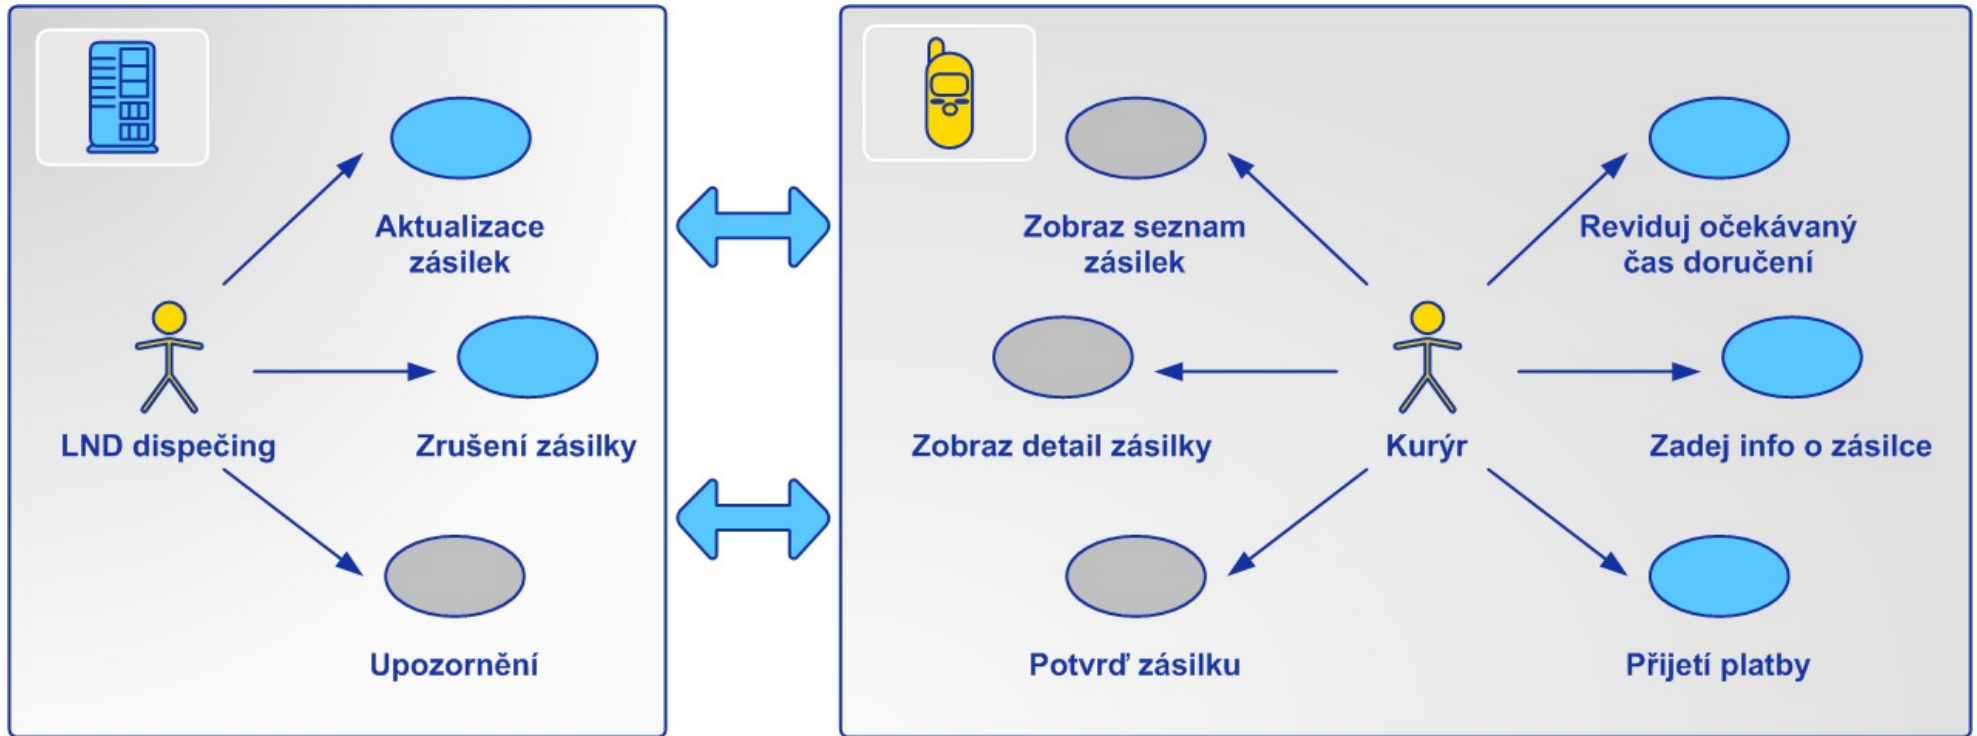 Aktualizace
zásilek
LND dispečing
Zrušení zásilky
Upozornění
Zobraz seznam
zásilek
Reviduj očekávaný
čas doručení
Zobraz detail zásilky
Kurýr
Zadej info o zásilce
Potvrď zásilku
Přijetí platby